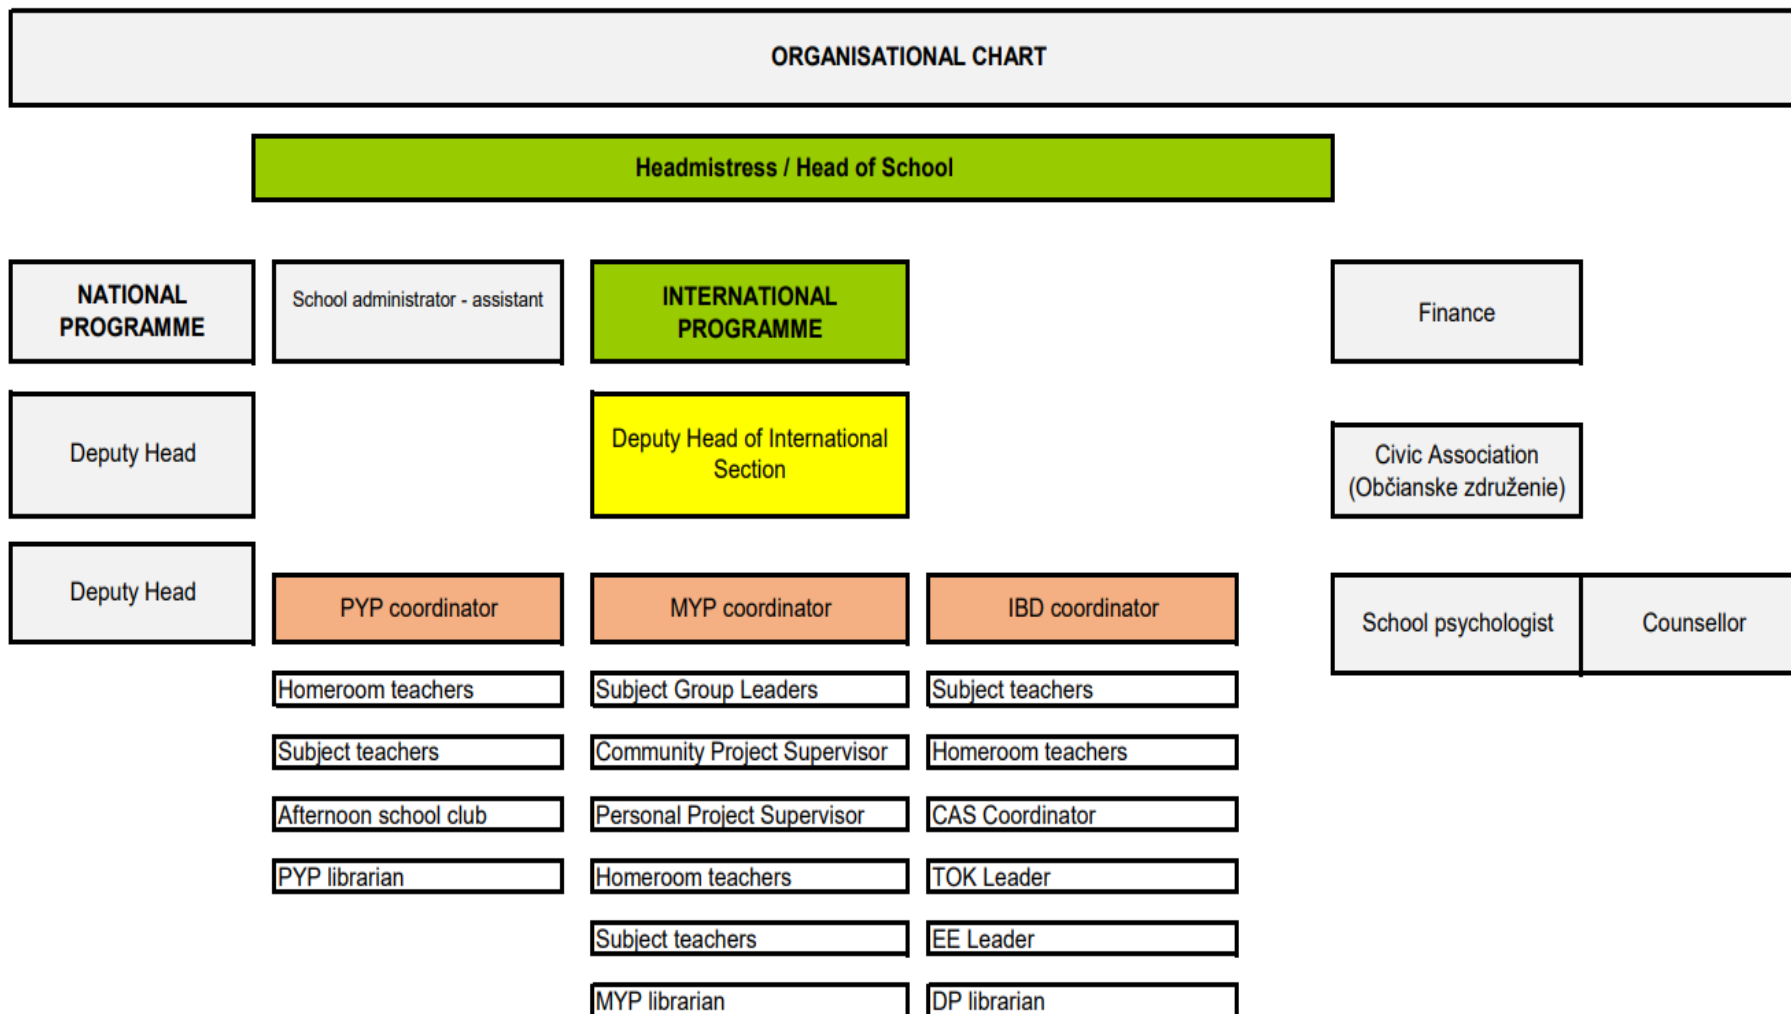 ORGANISATIONAL CHART
Headmistress / Head of School
NATIONAL
PROGRAMME
School administrator - assistant
INTERNATIONAL
PROGRAMME
Finance
Deputy Head
Deputy Head of International
Section
Civic Association
(Občianske združenie)
Deputy Head
PYP coordinator
MYP coordinator
IBD coordinator
School psychologist
Counsellor
Homeroom teachers
Subject Group Leaders
Subject teachers
Subject teachers
Community Project Supervisor
Homeroom teachers
Afternoon school club
Personal Project Supervisor
CAS Coordinator
PYP librarian
Homeroom teachers
TOK Leader
Subject teachers
EE Leader
MYP librarian
DP librarian